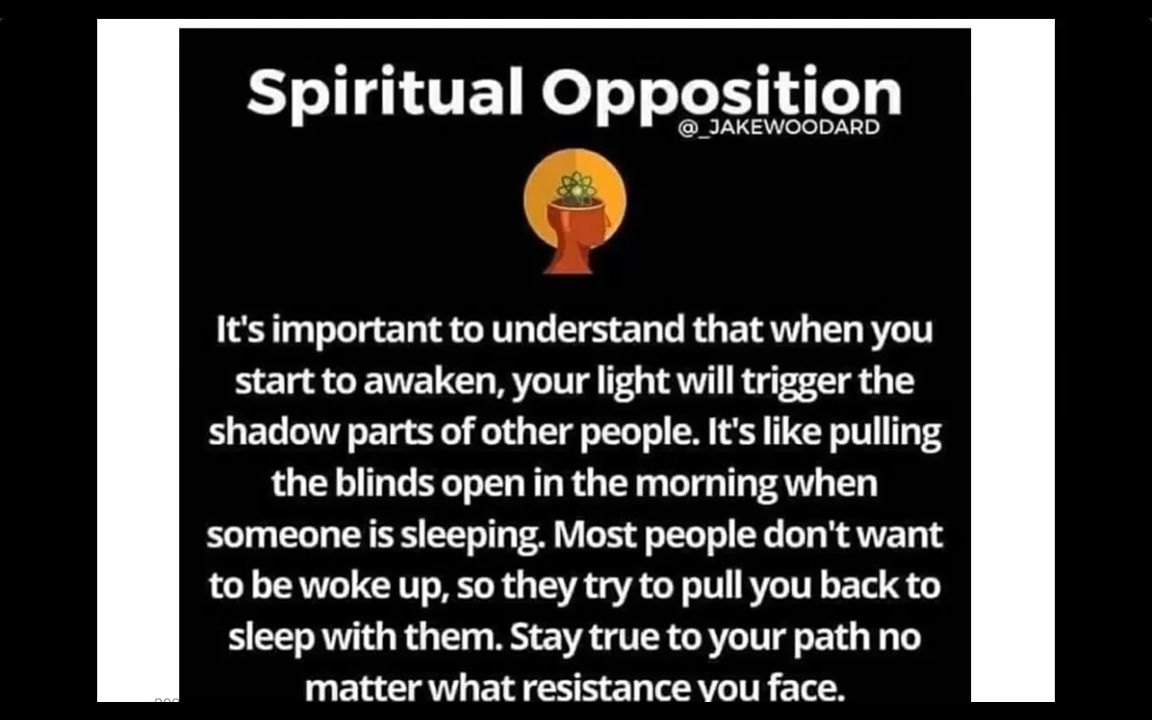 Spiritual Opposition
@_JAKEWOODARD
It's important to understand that when you
start to awaken, your light will trigger the
shadow parts of other people. It's like pulling
the blinds open in the morning when
someone is sleeping. Most people don't want
to be woke up, so they try to pull you back to
sleep with them. Stay true to your path no
matter what resistance you face.